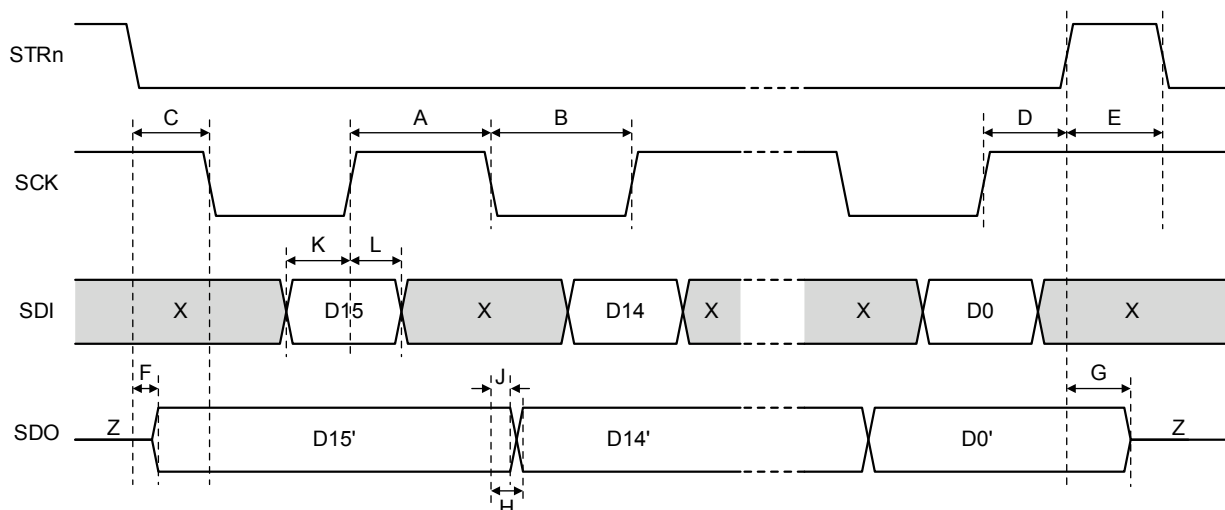 STRn
C A B D E
SCK
K L
SDI X D15 X D14 X X D0 X
F J G
SDO Z D15' D14' D0' Z
H